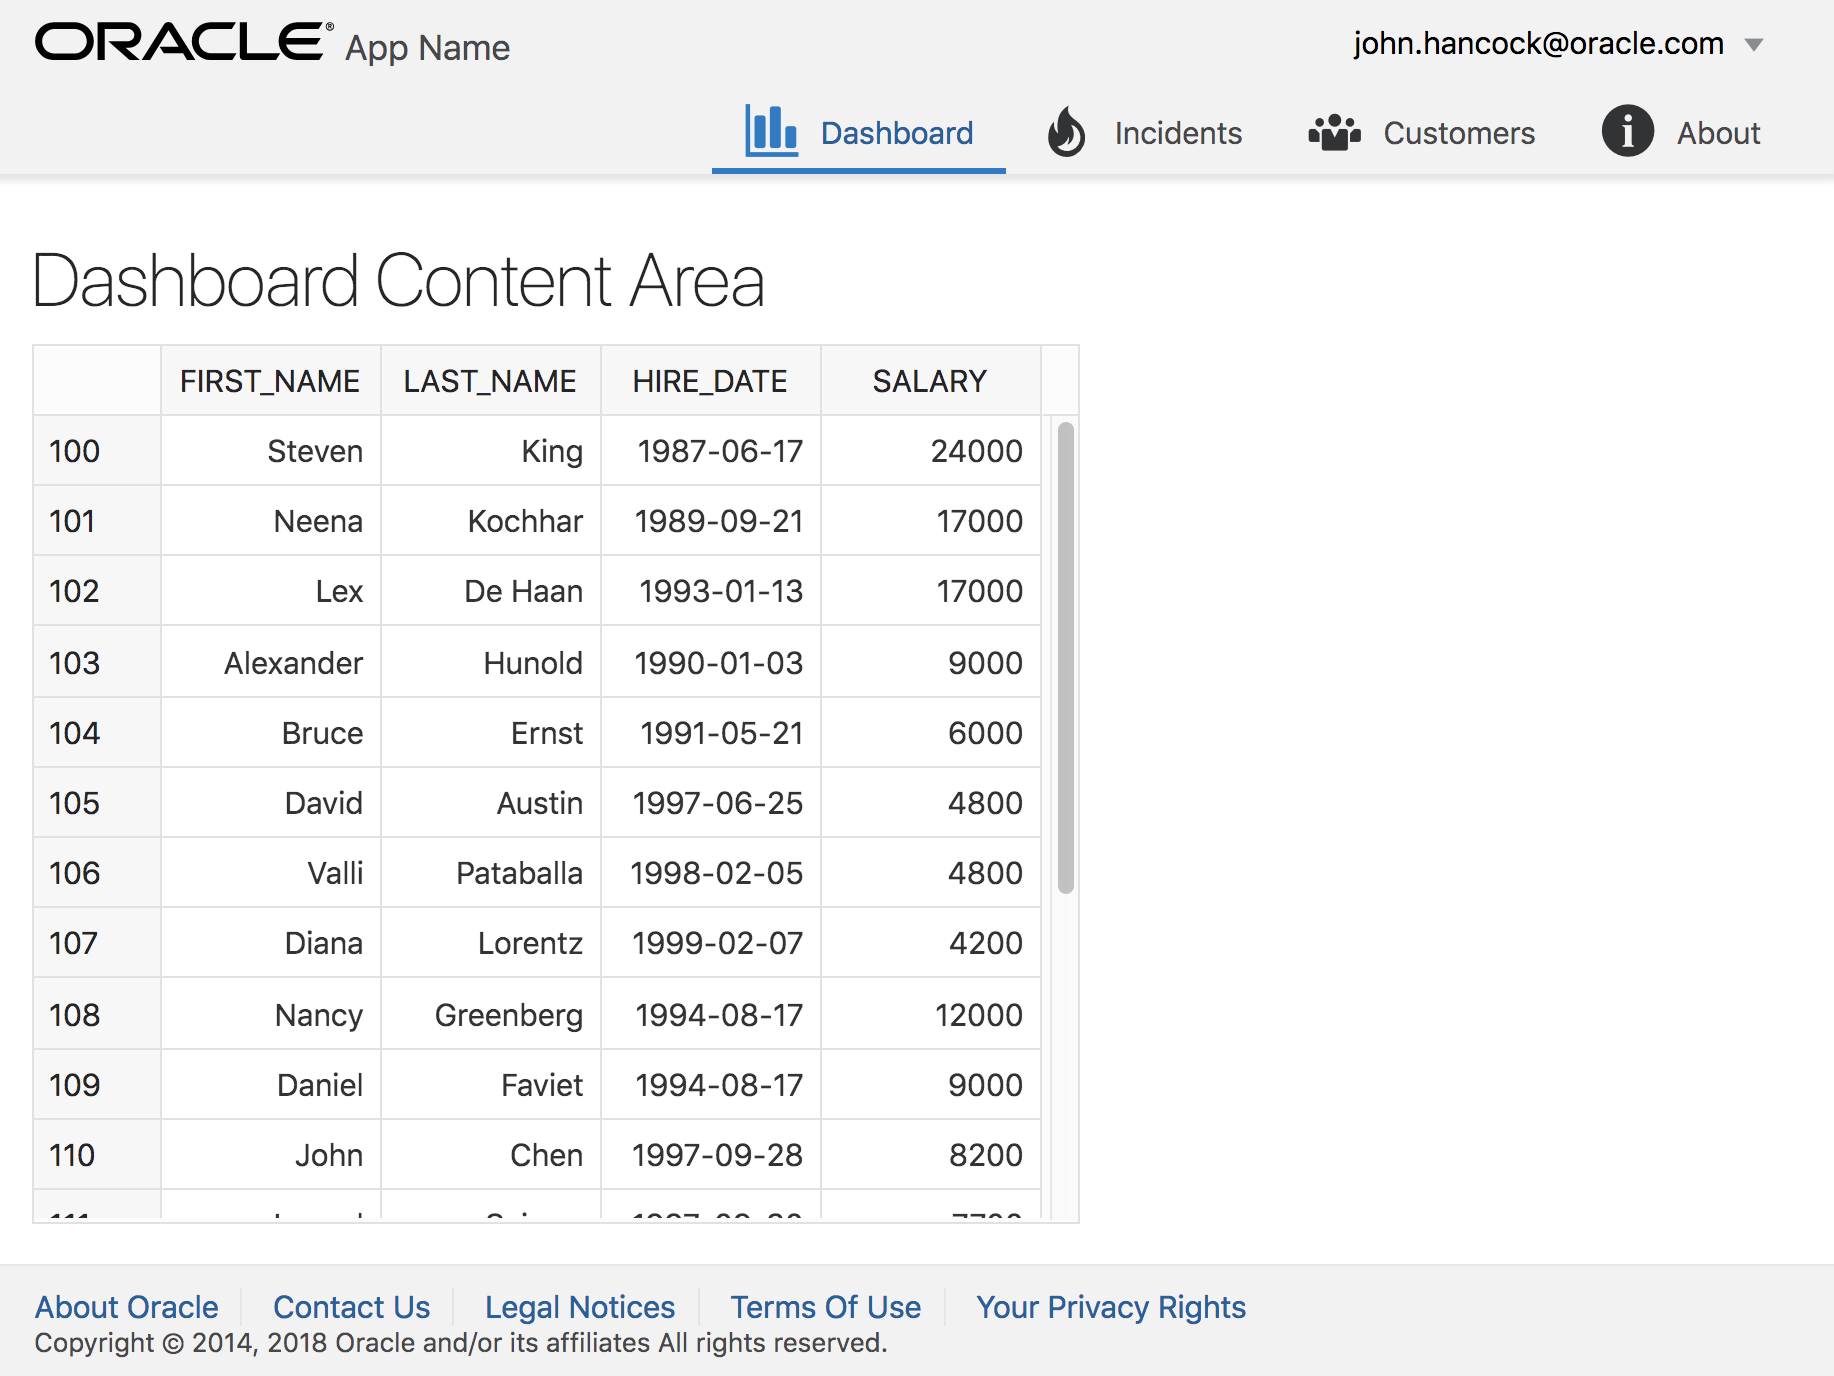 ORACLE® App Name
john.hancock@oracle.com
Dashboard Incidents Customers About
Dashboard Content Area
FIRST_NAME LAST_NAME HIRE_DATE SALARY
100 Steven King 1987-06-17 24000
101 Neena Kochhar 1989-09-21 17000
102 Lex De Haan 1993-01-13 17000
103 Alexander Hunold 1990-01-03 9000
104 Bruce Ernst 1991-05-21 6000
105 David Austin 1997-06-25 4800
106 Valli Pataballa 1998-02-05 4800
107 Diana Lorentz 1999-02-07 4200
108 Nancy Greenberg 1994-08-17 12000
109 Daniel Faviet 1994-08-17 9000
110 John Chen 1997-09-28 8200
About Oracle Contact Us Legal Notices Terms Of Use Your Privacy Rights
Copyright © 2014, 2018 Oracle and/or its affiliates All rights reserved.